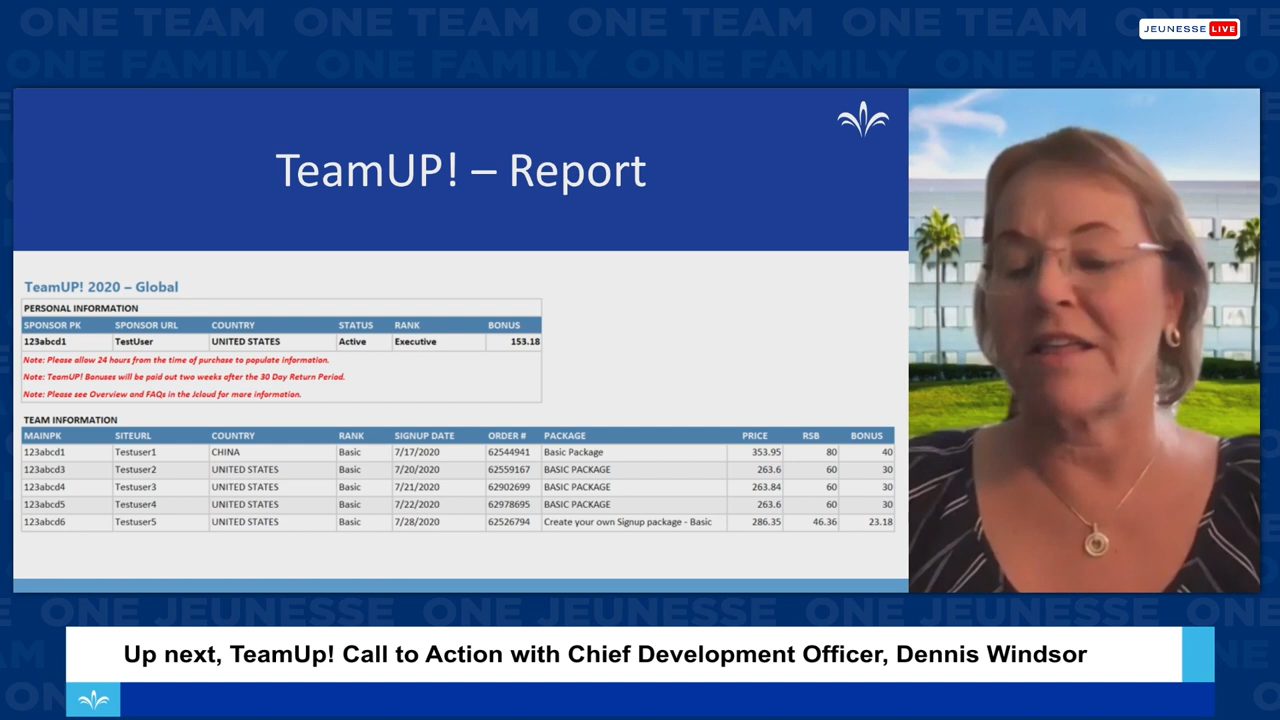 ONE TEAM ONE TEAM ONE TEAM ONE TEAM
JEUNESSE LIVE
ONE FAMILY ONE FAMILY ONE FAMILY ONE FAMILY
TeamUP! – Report
TeamUP! 2020 – Global
PERSONAL INFORMATION
SPONSOR PK SPONSOR URL COUNTRY STATUS RANK BONUS
123abcd1 TestUser UNITED STATES Active Executive 153.18
Note: Please allow 24 hours from the time of purchase to populate information.
Note: TeamUP! Bonuses will be paid out two weeks after the 30 Day Return Period.
Note: Please see Overview and FAQs in the Jcloud for more information.
TEAM INFORMATION
MAINPK SITEURL COUNTRY RANK SIGNUP DATE ORDER # PACKAGE PRICE RSB BONUS
123abcd1 Testuser1 CHINA Basic 7/17/2020 62544941 Basic Package 353.95 80 40
123abcd3 Testuser2 UNITED STATES Basic 7/20/2020 62559167 BASIC PACKAGE 263.6 60 30
123abcd4 Testuser3 UNITED STATES Basic 7/21/2020 62902699 BASIC PACKAGE 263.84 60 30
123abcd5 Testuser4 UNITED STATES Basic 7/22/2020 62978695 BASIC PACKAGE 263.6 60 30
123abcd6 Testuser5 UNITED STATES Basic 7/28/2020 62526794 Create your own Signup package - Basic 286.35 46.36 23.18
ONE JEUNESSE ONE JEUNESSE ONE JEUNESSE ONE
Up next, TeamUp! Call to Action with Chief Development Officer, Dennis Windsor